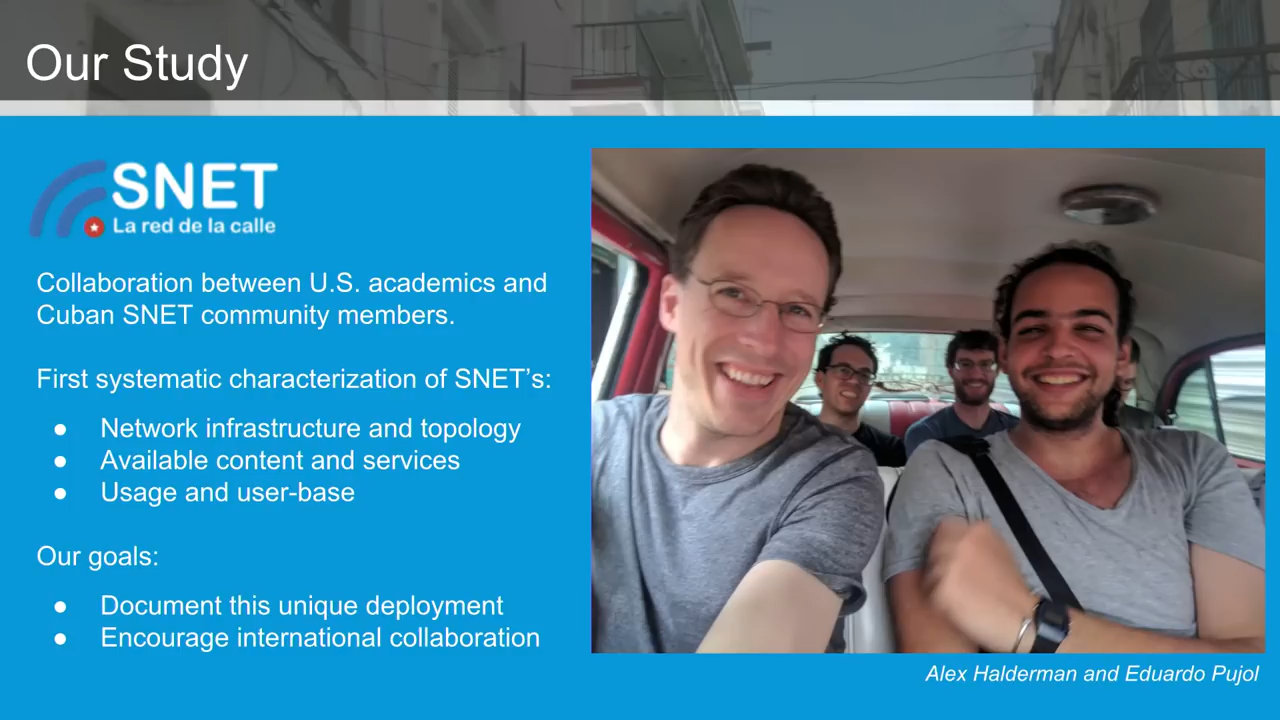 Our Study
SNET
La red de la calle
Collaboration between U.S. academics and
Cuban SNET community members.
First systematic characterization of SNET’s:
● Network infrastructure and topology
● Available content and services
● Usage and user-base
Our goals:
● Document this unique deployment
● Encourage international collaboration
Alex Halderman and Eduardo Pujol